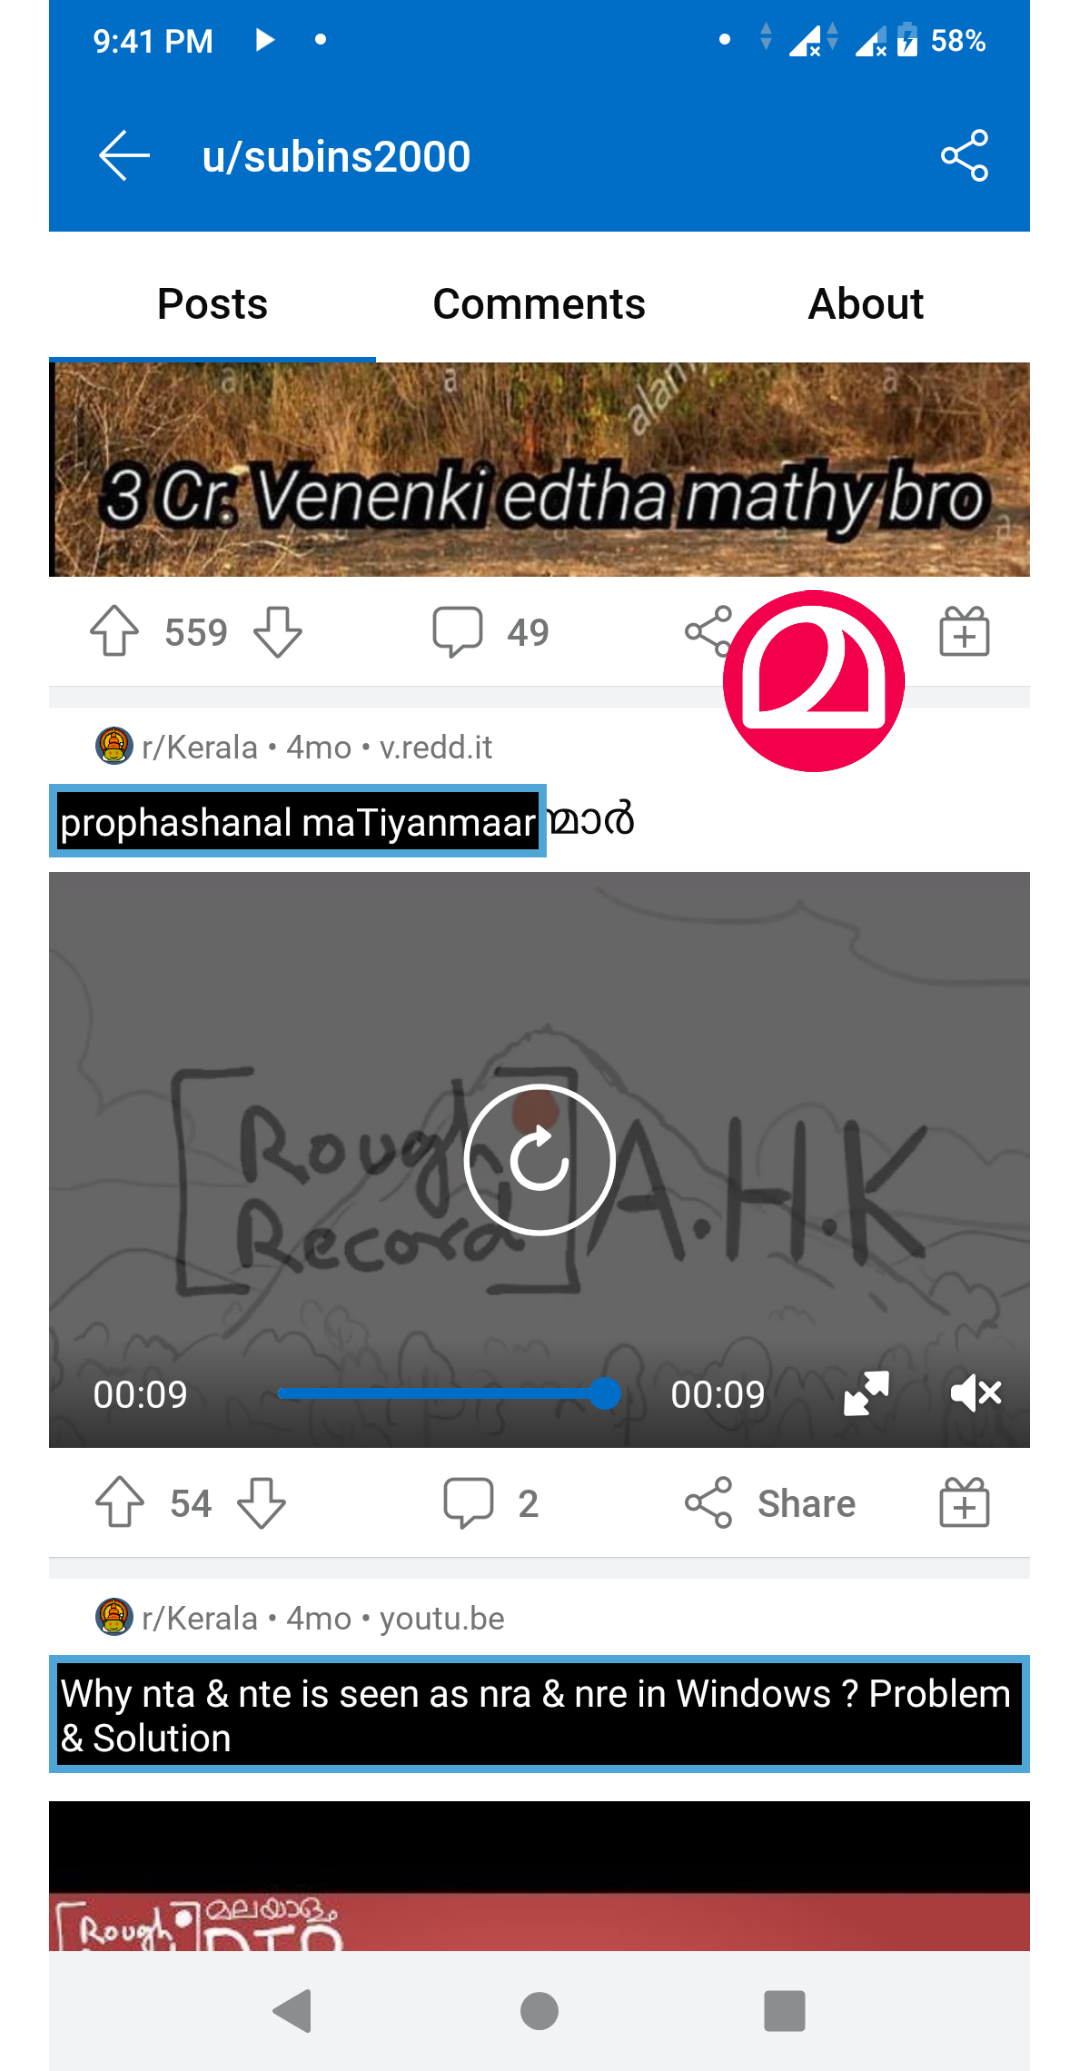 9:41 PM 58%
u/subins2000
Posts Comments About
a a alam a
3 Cr. Venenki edtha mathy bro
559 49
r/Kerala • 4mo • v.redd.it
prophashanal maTiyanmaar
00:09 00:09
[Rough Record] A.H.K
54 2 Share
r/Kerala • 4mo • youtu.be
Why nta & nte is seen as nra & nre in Windows ? Problem
& Solution
[Rough മലയാളം